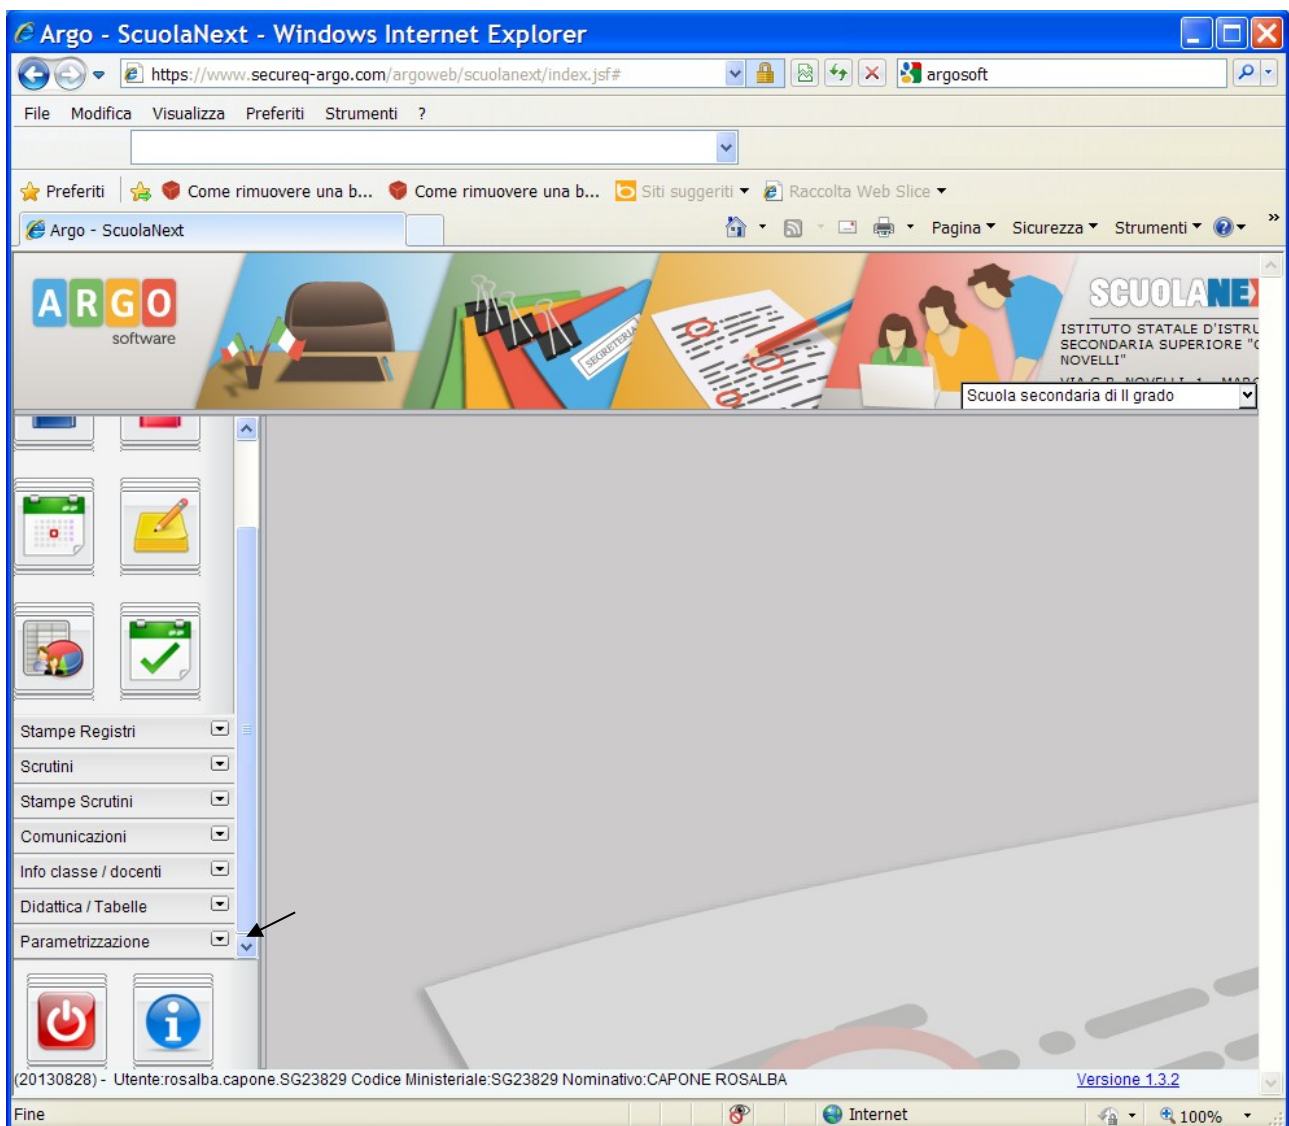 Argo - ScuolaNext - Windows Internet Explorer
https://www.secureq-argo.com/argoweb/scuolanext/index.jsf#
argosoft
File Modifica Visualizza Preferiti Strumenti ?
Preferiti Come rimuovere una b... Come rimuovere una b... Siti suggeriti Raccolta Web Slice
Argo - ScuolaNext Pagina Sicurezza Strumenti »
ARGO
software
SEGRETERIA
SCUOLANE
ISTITUTO STATALE D'ISTRU
SECONDARIA SUPERIORE "
NOVELLI"
Scuola secondaria di II grado
Stampe Registri
Scrutini
Stampe Scrutini
Comunicazioni
Info classe / docenti
Didattica / Tabelle
Parametrizzazione
(20130828) - Utente:rosalba.capone.SG23829 Codice Ministeriale:SG23829 Nominativo:CAPONE ROSALBA Versione 1.3.2
Fine Internet 100%